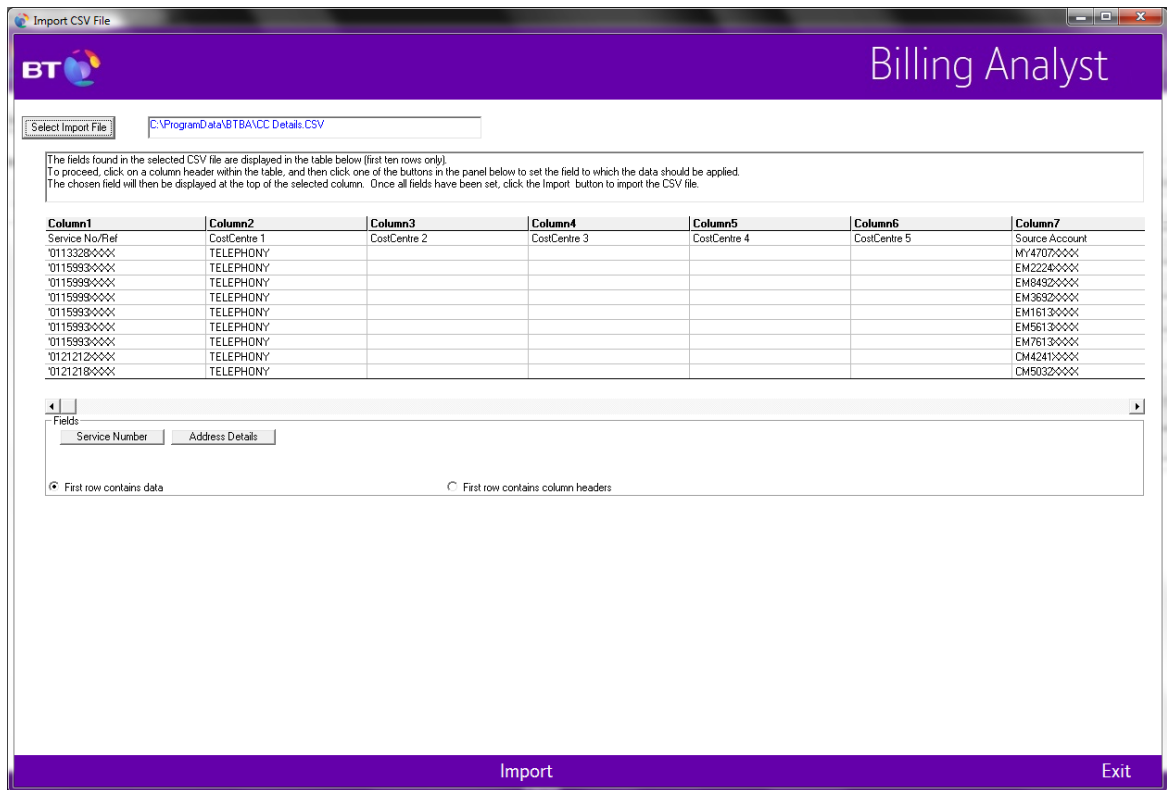 Import CSV File
BT
Billing Analyst
Select Import File
C:\ProgramData\BTBA\CC Details.CSV
The fields found in the selected CSV file are displayed in the table below (first ten rows only).
To proceed, click on a column header within the table, and then click one of the buttons in the panel below to set the field to which the data should be applied.
The chosen field will then be displayed at the top of the selected column. Once all fields have been set, click the Import button to import the CSV file.
Column1 Column2 Column3 Column4 Column5 Column6 Column7
Service No/Ref CostCentre 1 CostCentre 2 CostCentre 3 CostCentre 4 CostCentre 5 Source Account
'0113328XXXX TELEPHONY MY4707XXXX
'0115993XXXX TELEPHONY EM2224XXXX
'0115999XXXX TELEPHONY EM8492XXXX
'0115999XXXX TELEPHONY EM3692XXXX
'0115993XXXX TELEPHONY EM1613XXXX
'0115993XXXX TELEPHONY EM5613XXXX
'0115993XXXX TELEPHONY EM7613XXXX
'0121212XXXX TELEPHONY CM4241XXXX
'0121218XXXX TELEPHONY CM5032XXXX
Fields
Service Number Address Details
First row contains data First row contains column headers
Import Exit